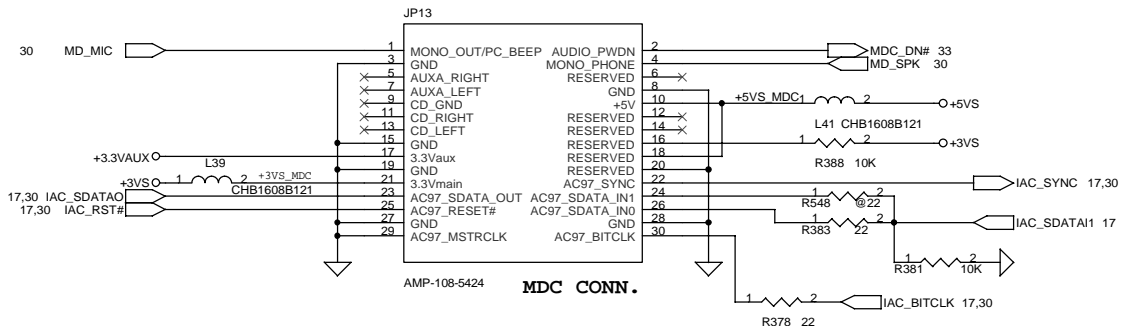 JP13
30 MD_MIC 1 MONO_OUT/PC_BEEP AUDIO_PWDN 2 MDC_DN# 33
3 GND MONO_PHONE 4 MD_SPK 30
5 AUXA_RIGHT RESERVED 6
7 AUXA_LEFT GND 8
9 CD_GND +5V 10 +5VS_MDC 1 2 +5VS
11 CD_RIGHT RESERVED 12
13 CD_LEFT RESERVED 14 L41 CHB1608B121
15 GND RESERVED 16 1 2 +3VS
+3.3VAUX 17 3.3Vaux RESERVED 18 R388 10K
L39
19 GND RESERVED 20
+3VS 1 2 +3VS_MDC 21 3.3Vmain AC97_SYNC 22 IAC_SYNC 17,30
CHB1608B121
17,30 IAC_SDATAO 23 AC97_SDATA_OUT AC97_SDATA_IN1 24 1 2
R548 @22
17,30 IAC_RST# 25 AC97_RESET# AC97_SDATA_IN0 26 1 2
27 GND GND 28 IAC_SDATAI1 17
R383 22
29 AC97_MSTRCLK AC97_BITCLK 30
1 2
R381 10K
AMP-108-5424 MDC CONN.
1 2 IAC_BITCLK 17,30
R378 22